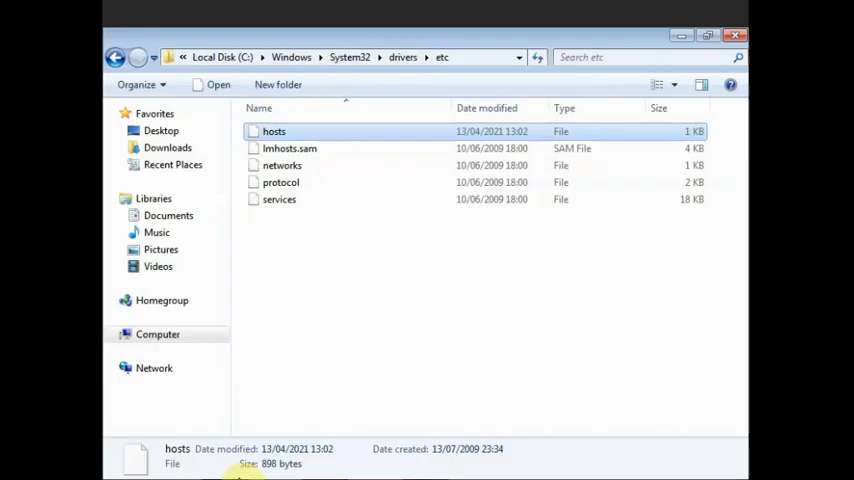 « Local Disk (C:) ▸ Windows ▸ System32 ▸ drivers ▸ etc
Search etc
Organize Open New folder
Name Date modified Type Size
Favorites
Desktop
Downloads
Recent Places
Libraries
Documents
Music
Pictures
Videos
Homegroup
Computer
Network
hosts 13/04/2021 13:02 File 1 KB
lmhosts.sam 10/06/2009 18:00 SAM File 4 KB
networks 10/06/2009 18:00 File 1 KB
protocol 10/06/2009 18:00 File 2 KB
services 10/06/2009 18:00 File 18 KB
hosts Date modified: 13/04/2021 13:02 Date created: 13/07/2009 23:34
File Size: 898 bytes